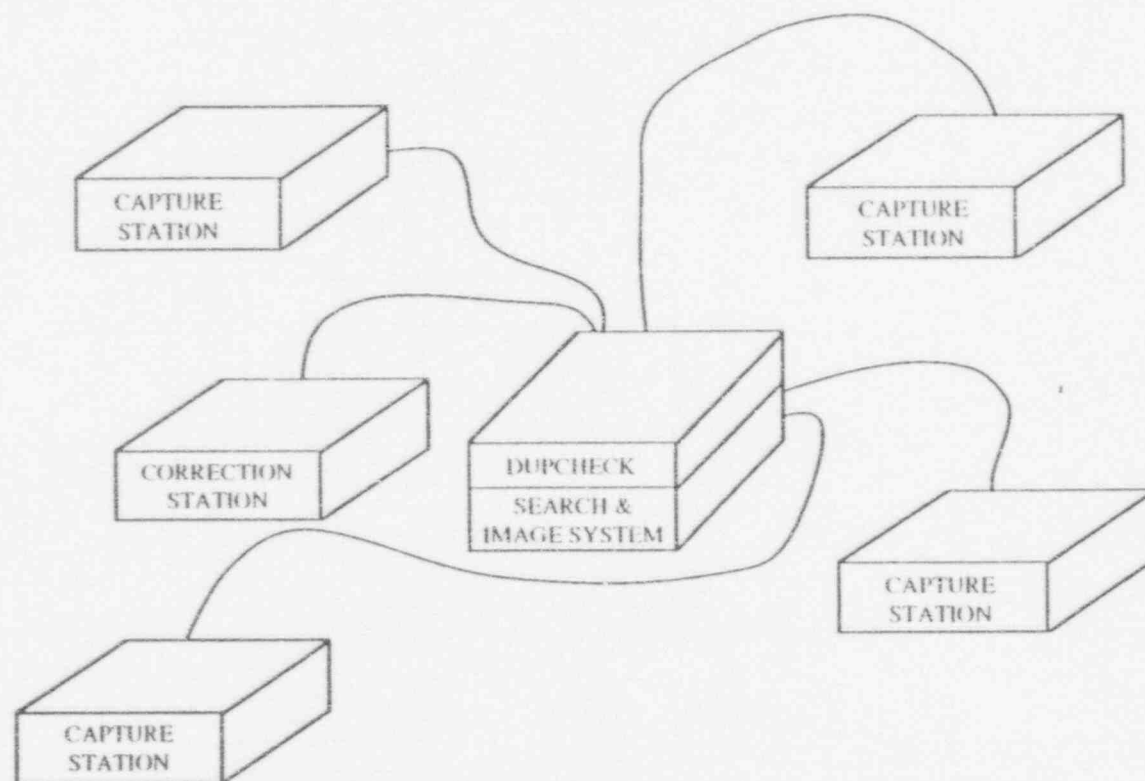 CAPTURE
STATION
CAPTURE
STATION
CORRECTION
STATION
DUPCHECK
SEARCH &
IMAGE SYSTEM
CAPTURE
STATION
CAPTURE
STATION